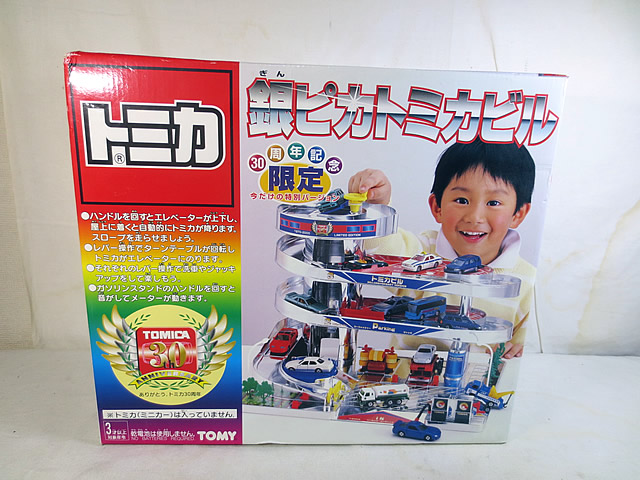 トミカ
®
ぎん
銀ピカトミカビル
30周年記念
限定
今だけの特別バージョン
●ハンドルを回すとエレベーターが上下し、
屋上に着くと自動的にトミカが降ります。
スロープを走らせましょう。
●レバー操作でターンテーブルが回転し
トミカがエレベーターにのります。
●それぞれのレバー操作で洗車やジャッキ
アップをして楽しもう。
●ガソリンスタンドのハンドルを回すと
音がしてメーターが動きます。
トミカビル
Parking
TOMICA
30
ANNIVERSARY
ありがとう、トミカ30周年
※トミカ(ミニカー)は入っていません。
3才以上
乾電池は使用しません。
NO BATTERIES REQUIRED
TOMY